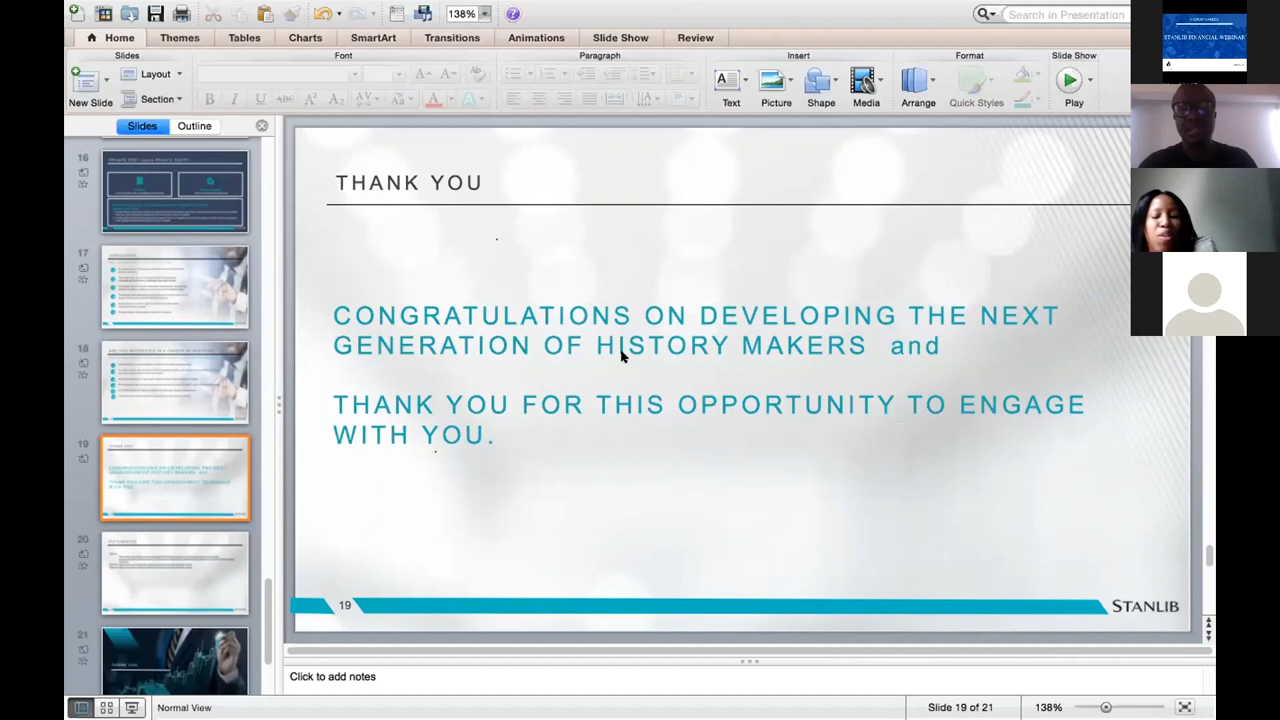 138%
Search in Presentation
Home
Themes
Tables
Charts
SmartArt
Transitions
Animations
Slide Show
Review
Slides
Font
Paragraph
Insert
Format
Slide Show
New Slide
Layout
Section
B I U ABC A² A₂
Text
Picture
Shape
Media
Arrange
Quick Styles
Play
Slides
Outline
16
17
18
19
20
21
THANK YOU
CONGRATULATIONS ON DEVELOPING THE NEXT
GENERATION OF HISTORY MAKERS and
THANK YOU FOR THIS OPPORTUNITY TO ENGAGE
WITH YOU.
19
STANLIB
STANLIB FINANCIAL WEBINAR
Click to add notes
Normal View
Slide 19 of 21
138%